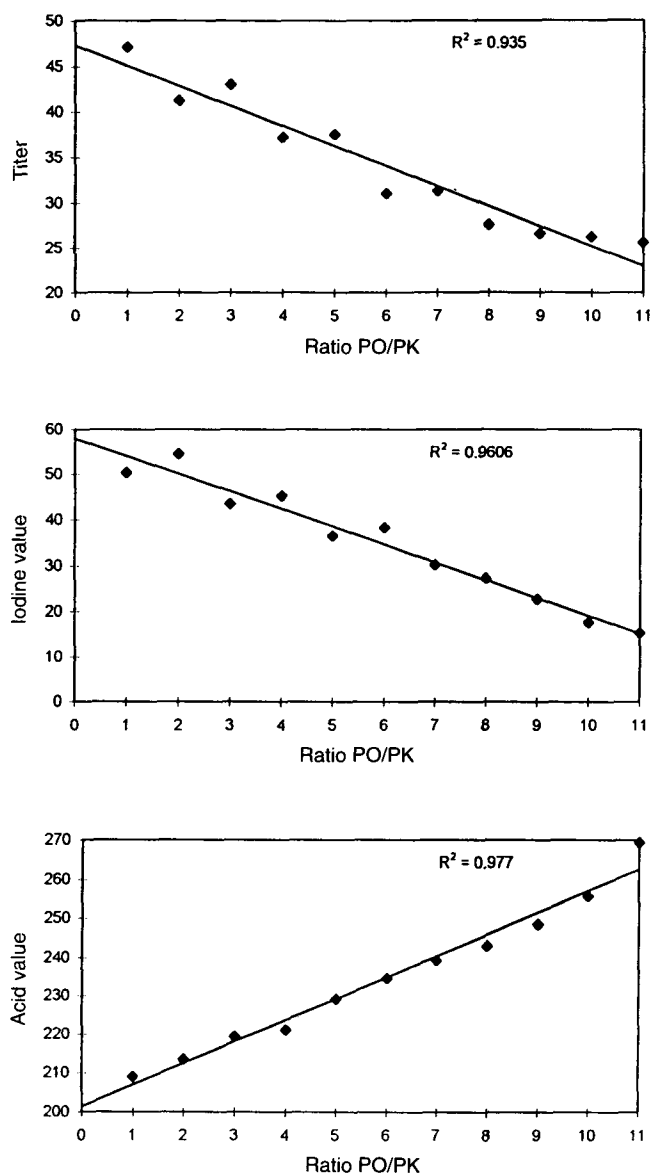 50
R² = 0.935
45
40
35
30
25
20
Titer
0 1 2 3 4 5 6 7 8 9 10 11
Ratio PO/PK
60
R² = 0.9606
50
40
30
20
10
0
Iodine value
0 1 2 3 4 5 6 7 8 9 10 11
Ratio PO/PK
270
R² = 0.977
260
250
240
230
220
210
200
Acid value
0 1 2 3 4 5 6 7 8 9 10 11
Ratio PO/PK